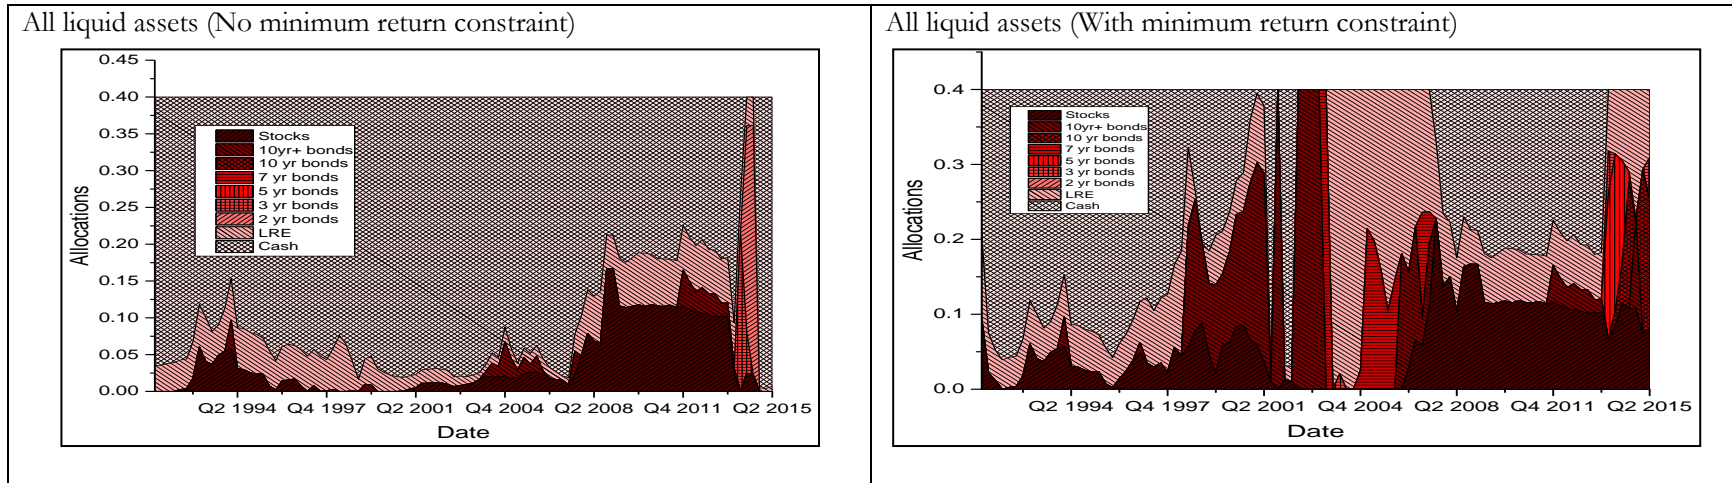 All liquid assets (No minimum return constraint)
0.45
0.40
0.35
0.30
0.25
0.20
0.15
0.10
0.05
0.00
Allocations
Stocks
10yr+ bonds
10 yr bonds
7 yr bonds
5 yr bonds
3 yr bonds
2 yr bonds
LRE
Cash
Q2 1994 Q4 1997 Q2 2001 Q4 2004 Q2 2008 Q4 2011 Q2 2015
Date
All liquid assets (With minimum return constraint)
0.4
0.3
0.2
0.1
0.0
Allocations
Stocks
10yr+ bonds
10 yr bonds
7 yr bonds
5 yr bonds
3 yr bonds
2 yr bonds
LRE
Cash
Q2 1994 Q4 1997 Q2 2001 Q4 2004 Q2 2008 Q4 2011 Q2 2015
Date